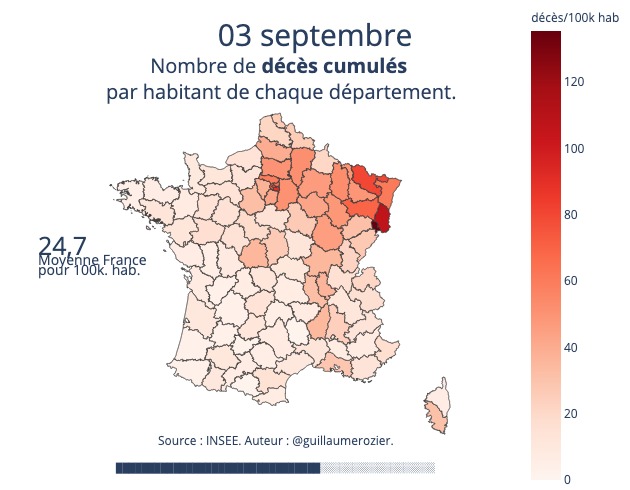 03 septembre
Nombre de décès cumulés
par habitant de chaque département.
décès/100k hab
120
100
80
60
40
20
0
24,7
Moyenne France
pour 100k. hab.
Source : INSEE. Auteur : @guillaumerozier.